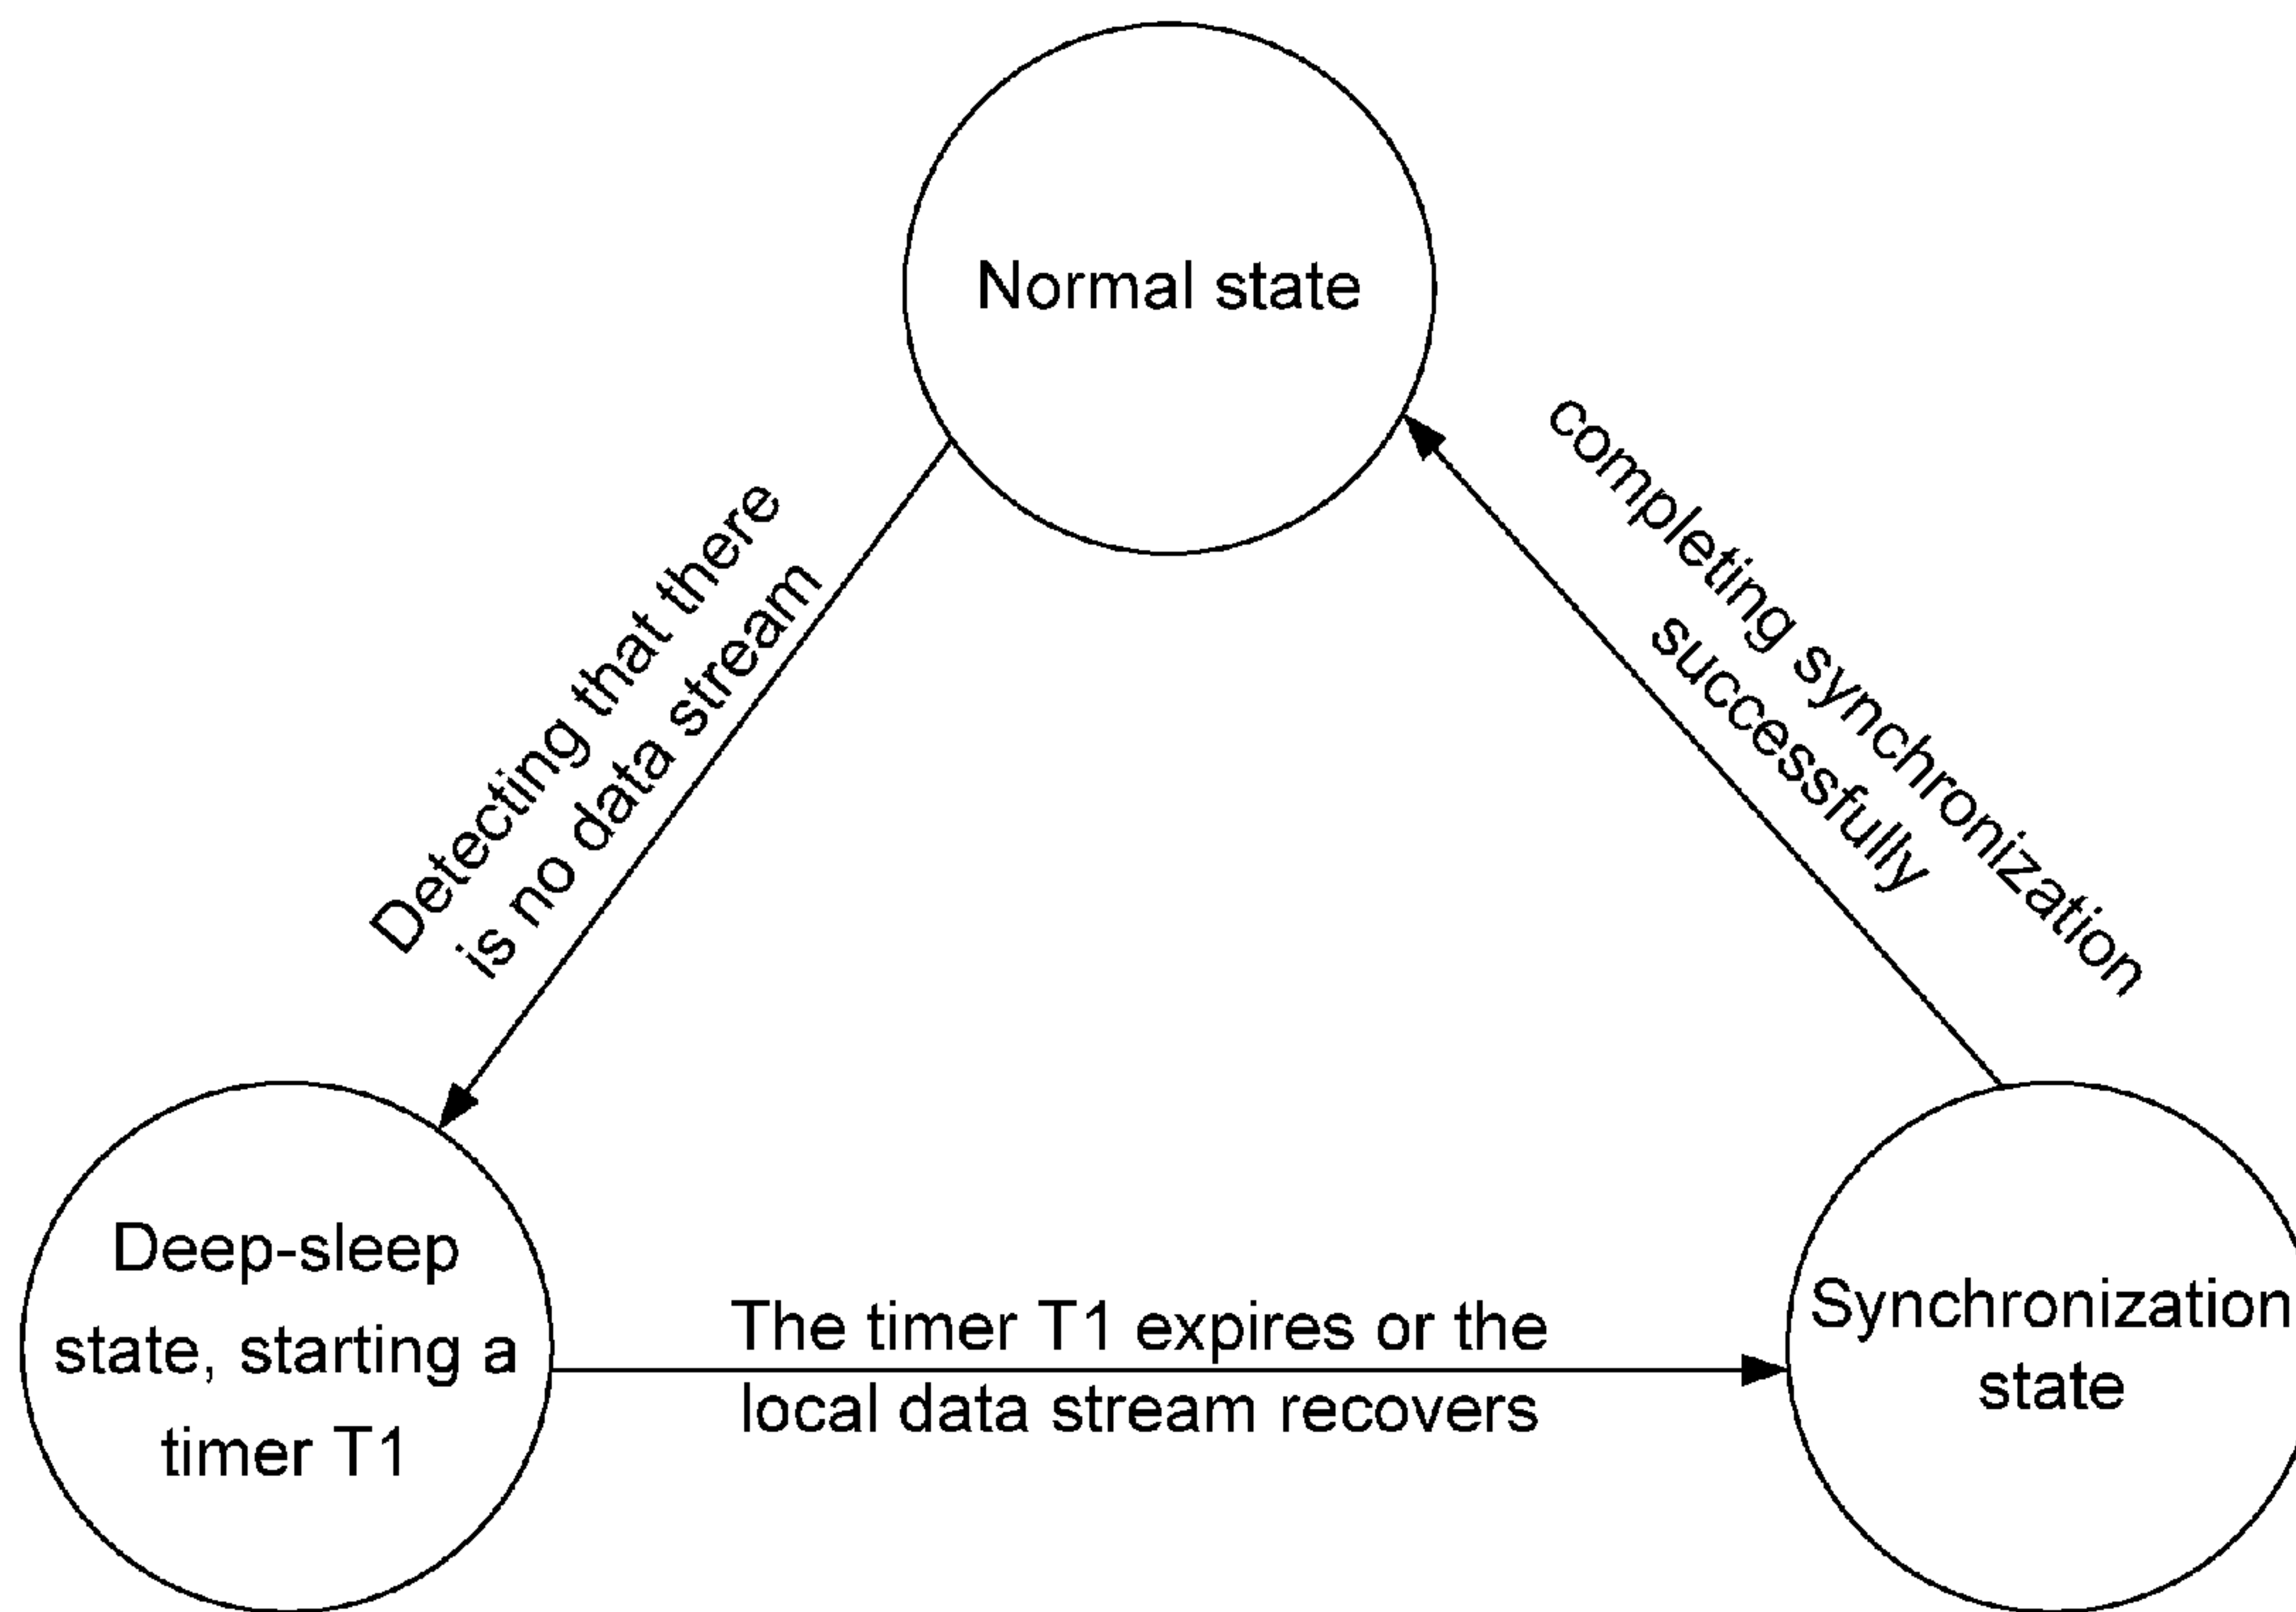 Normal state
Detecting that there
is no data stream
completing synchronization
successfully
Deep-sleep
state, starting a
timer T1
The timer T1 expires or the
local data stream recovers
Synchronization
state